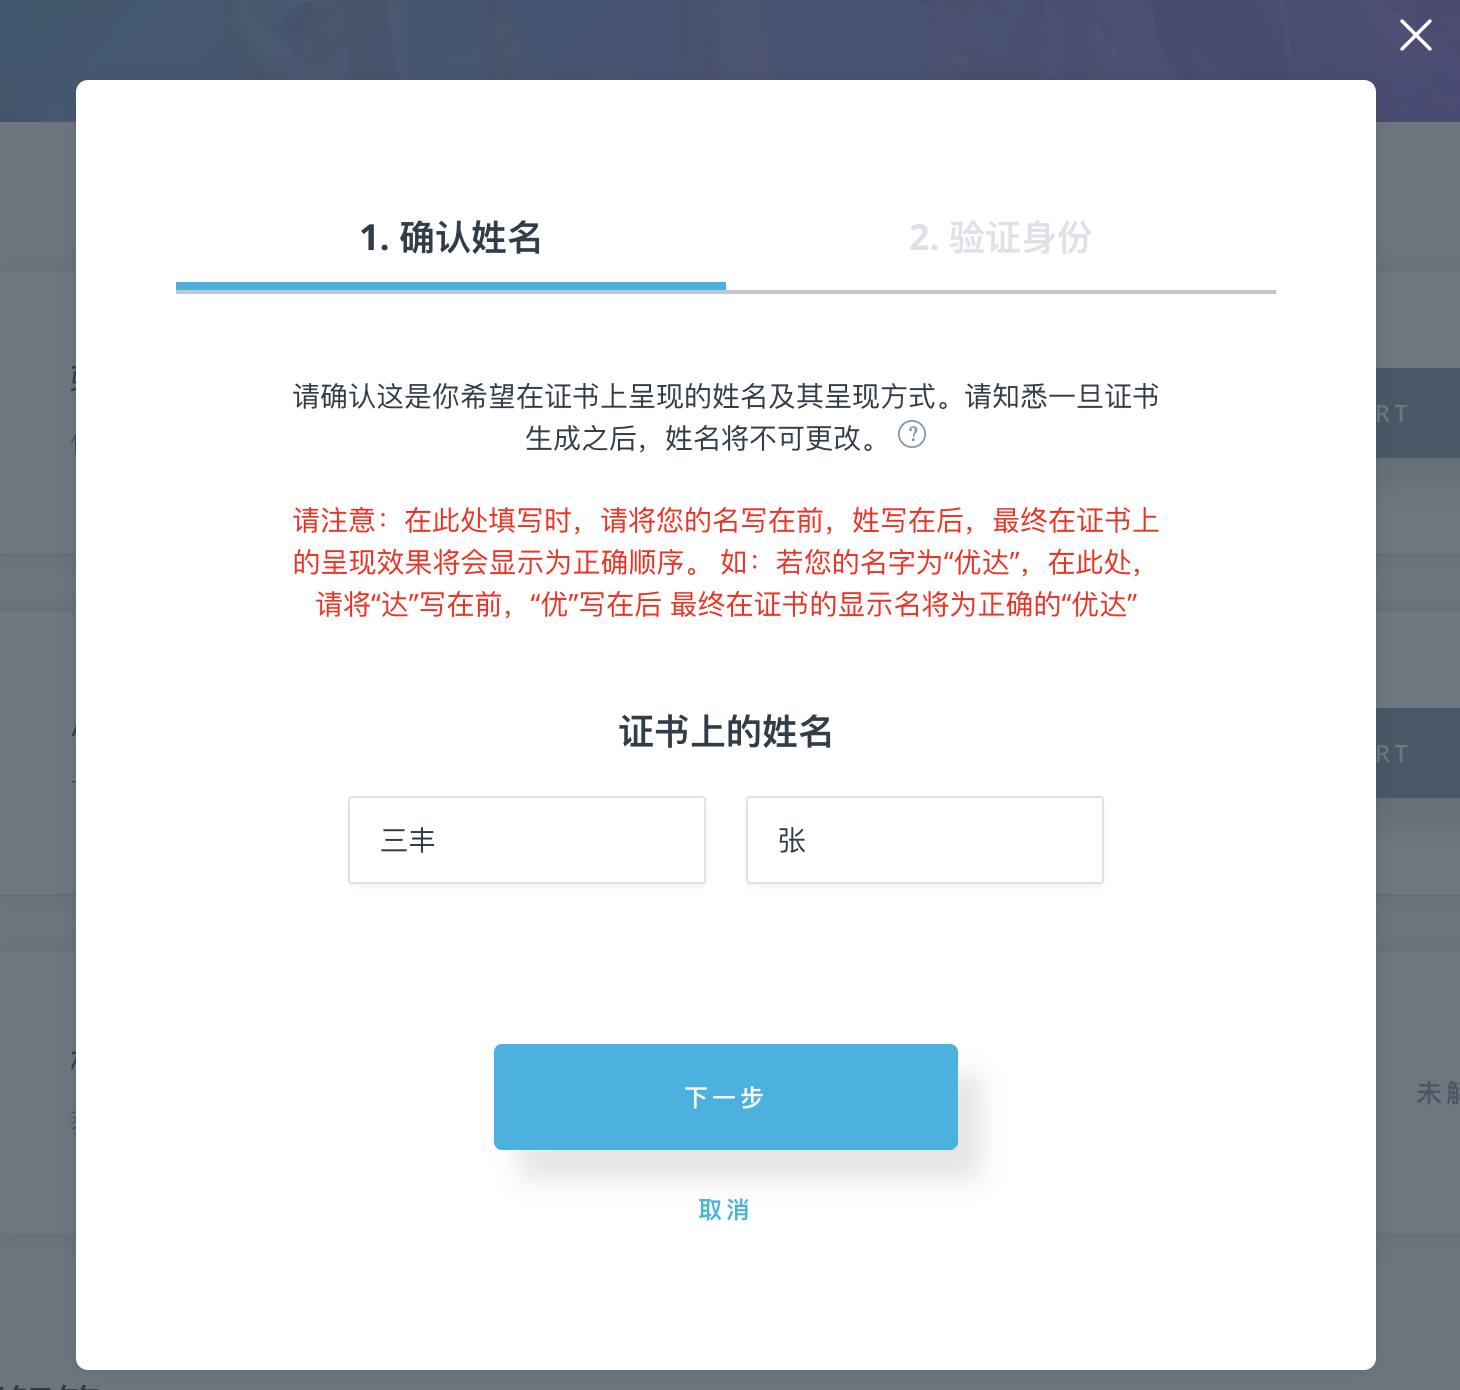 1. 确认姓名
2. 验证身份
请确认这是你希望在证书上呈现的姓名及其呈现方式。请知悉一旦证书
生成之后，姓名将不可更改。 ?
请注意：在此处填写时，请将您的名写在前，姓写在后，最终在证书上
的呈现效果将会显示为正确顺序。 如：若您的名字为“优达”，在此处，
请将“达”写在前，“优”写在后 最终在证书的显示名将为正确的“优达”
证书上的姓名
三丰
张
RT
RT
下一步
未
取消